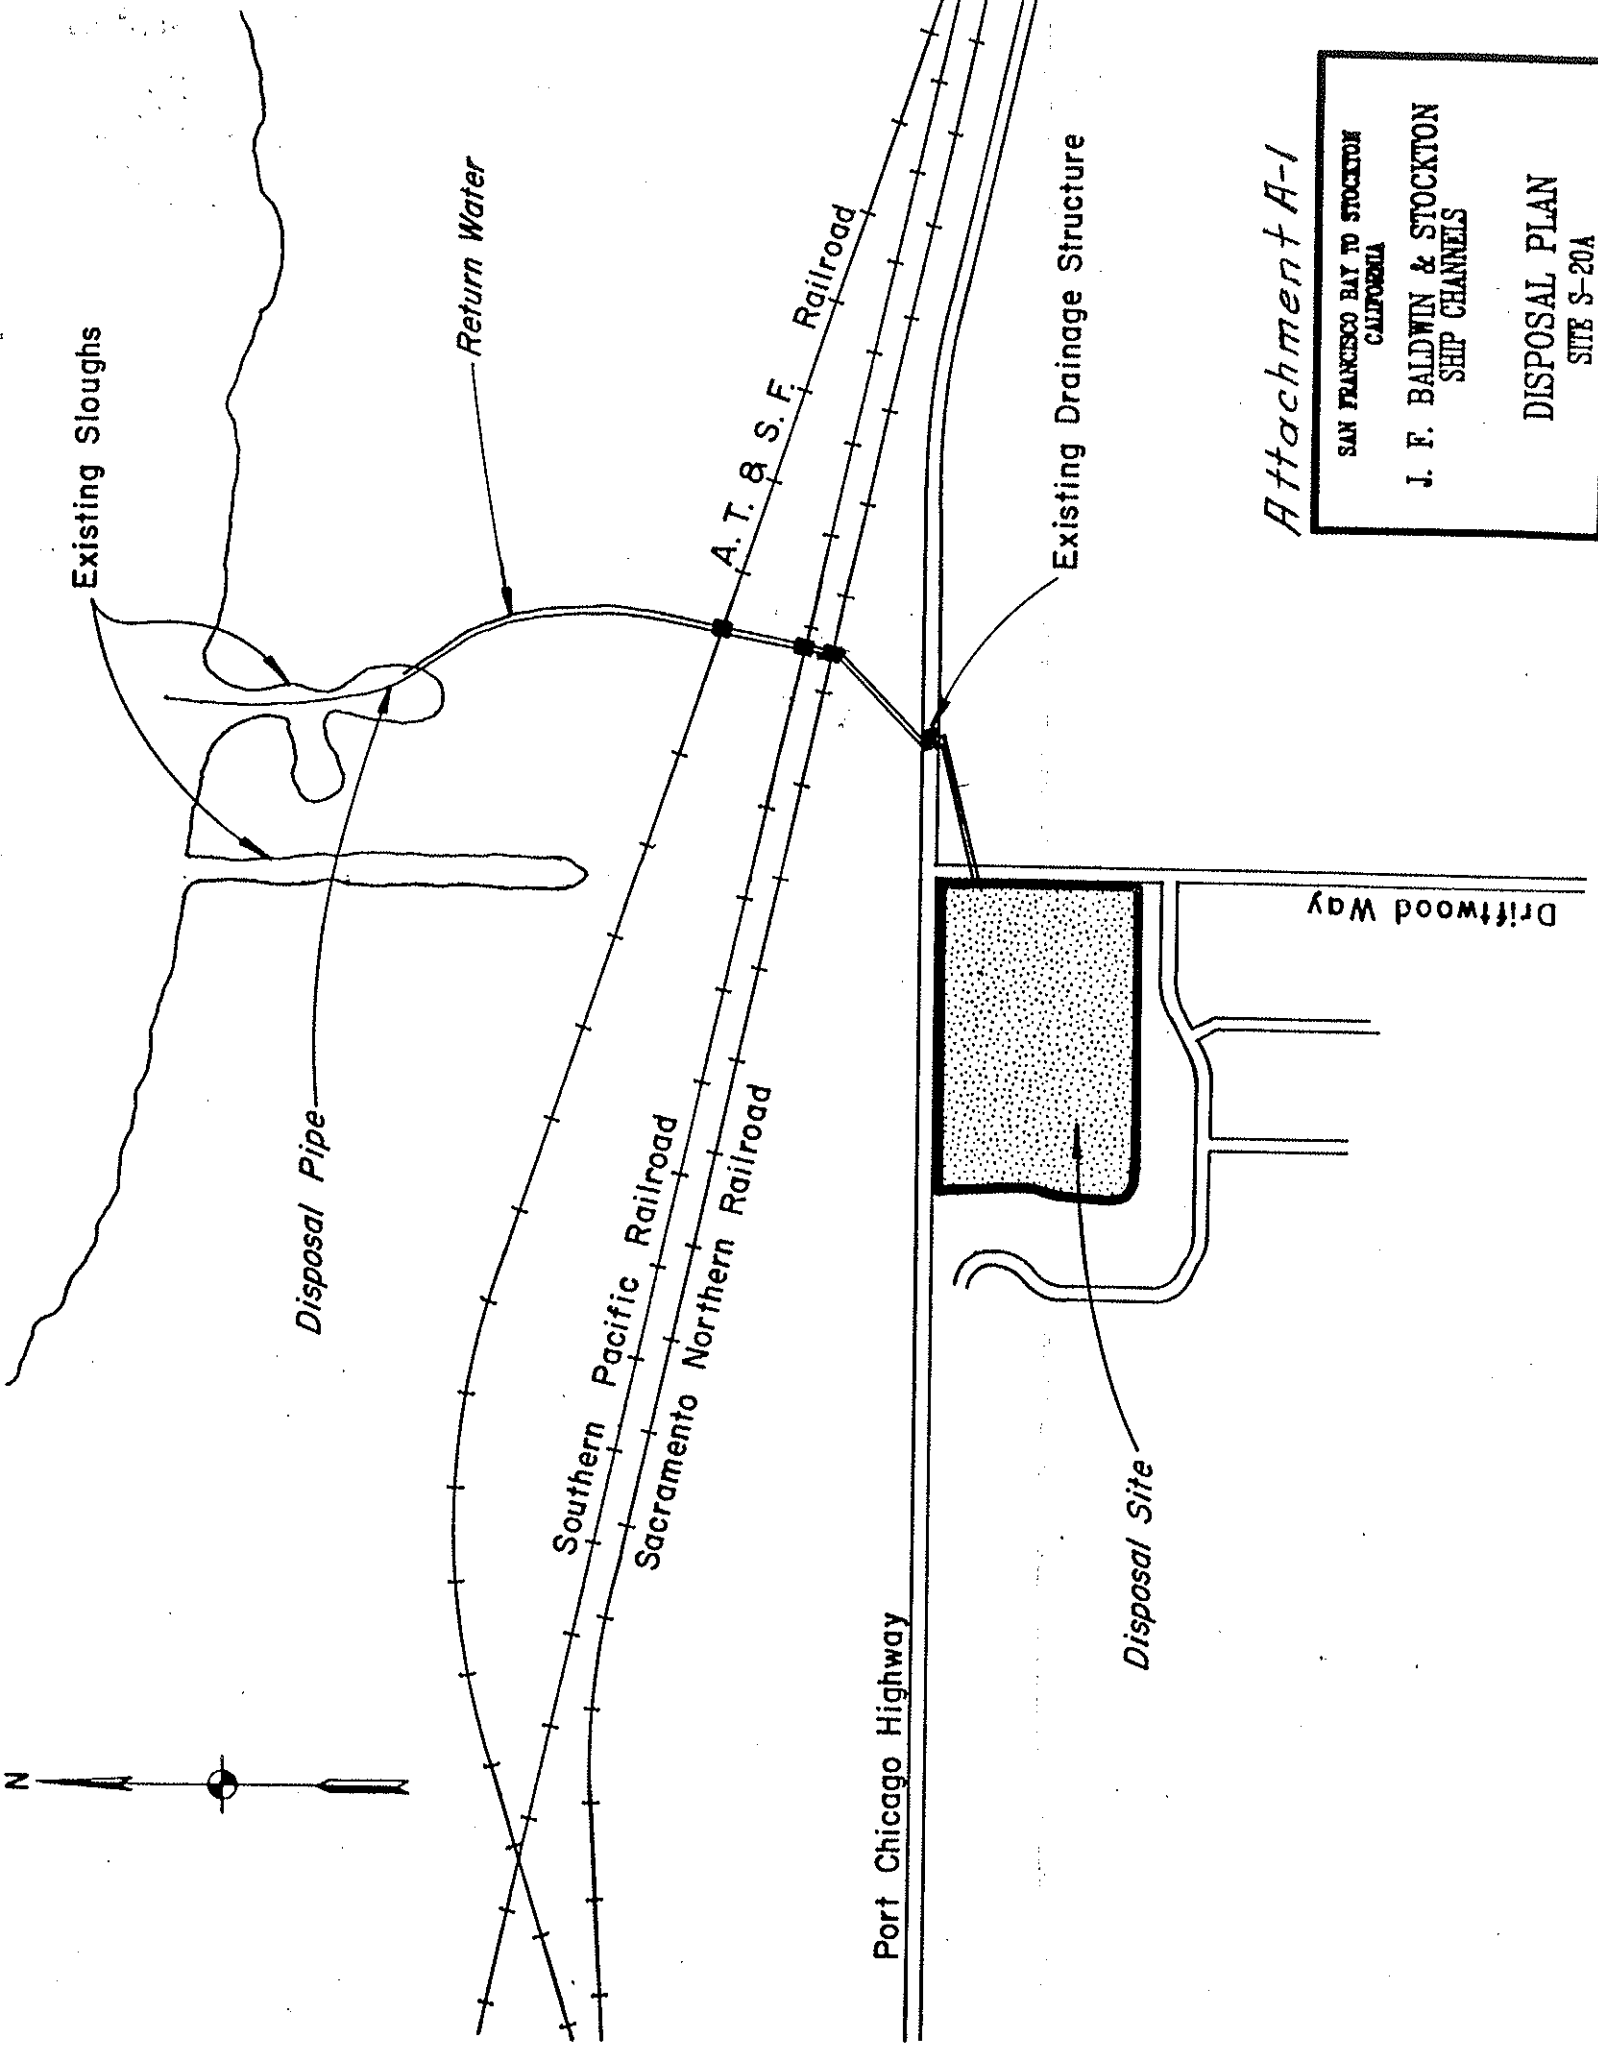 N
Existing Sloughs
Return Water
Disposal Pipe
A. T. & S. F. Railroad
Southern Pacific Railroad
Sacramento Northern Railroad
Existing Drainage Structure
Port Chicago Highway
Driftwood Way
Disposal Site
Attachment A-1
SAN FRANCISCO BAY TO STOCKTON
CALIFORNIA
J. F. BALDWIN & STOCKTON
SHIP CHANNELS
DISPOSAL PLAN
SITE S-20A